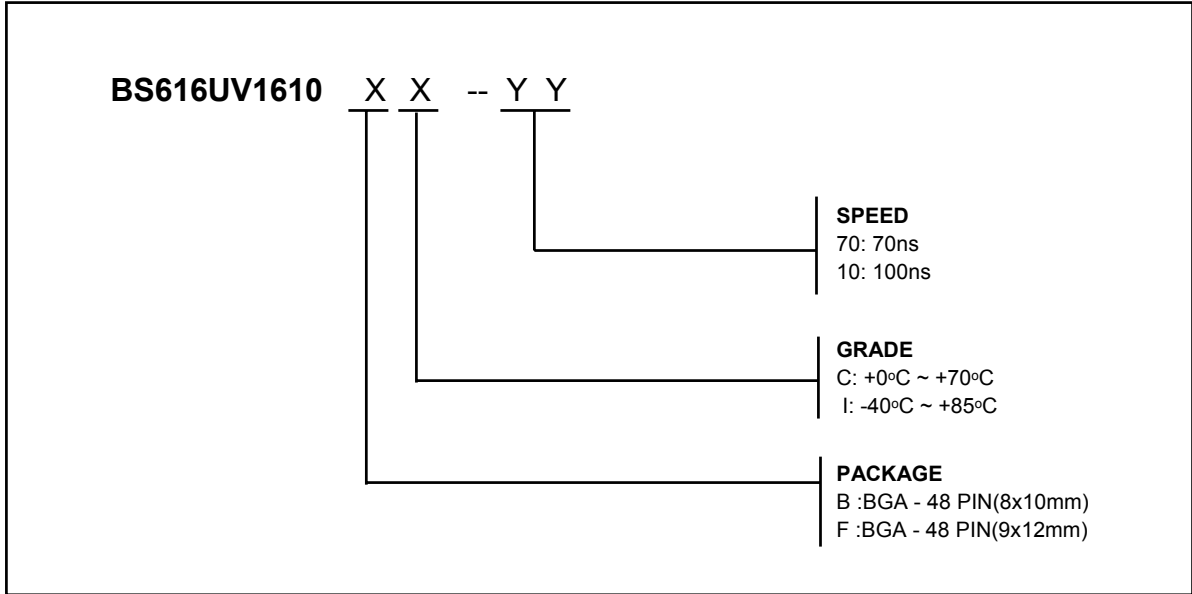 BS616UV1610 X X -- Y Y
SPEED
70: 70ns
10: 100ns
GRADE
C: +0oC ~ +70oC
I: -40oC ~ +85oC
PACKAGE
B :BGA - 48 PIN(8x10mm)
F :BGA - 48 PIN(9x12mm)